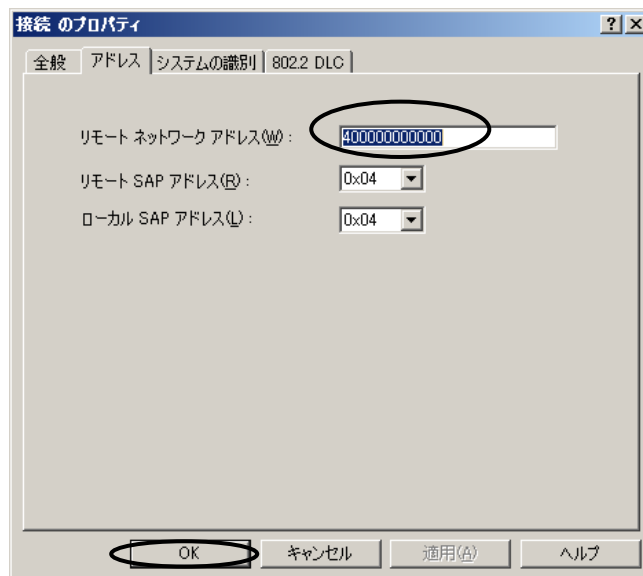 接続 のプロパティ
全般 アドレス システムの識別 802.2 DLC
リモート ネットワーク アドレス(W) : 400000000000
リモート SAP アドレス(R) : 0x04
ローカル SAP アドレス(L) : 0x04
OK キャンセル 適用(A) ヘルプ